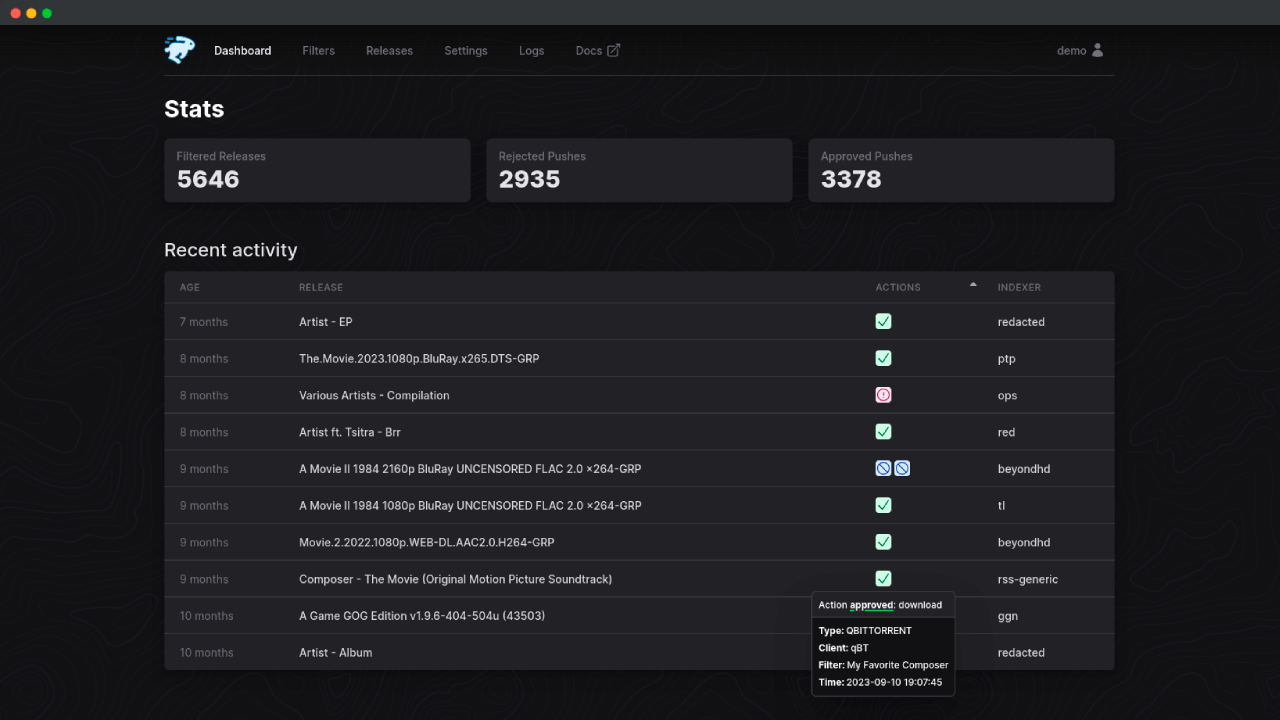 Dashboard Filters Releases Settings Logs Docs demo
Stats
Filtered Releases Rejected Pushes Approved Pushes
5646 2935 3378
Recent activity
AGE RELEASE ACTIONS INDEXER
7 months Artist - EP redacted
8 months The.Movie.2023.1080p.BluRay.x265.DTS-GRP ptp
8 months Various Artists - Compilation ops
8 months Artist ft. Tsitra - Brr red
9 months A Movie II 1984 2160p BluRay UNCENSORED FLAC 2.0 ×264-GRP beyondhd
9 months A Movie II 1984 1080p BluRay UNCENSORED FLAC 2.0 ×264-GRP tl
9 months Movie.2.2022.1080p.WEB-DL.AAC2.0.H264-GRP beyondhd
9 months Composer - The Movie (Original Motion Picture Soundtrack) rss-generic
10 months A Game GOG Edition v1.9.6-404-504u (43503) ggn
10 months Artist - Album redacted
Action approved: download
Type: QBITTORRENT
Client: qBT
Filter: My Favorite Composer
Time: 2023-09-10 19:07:45